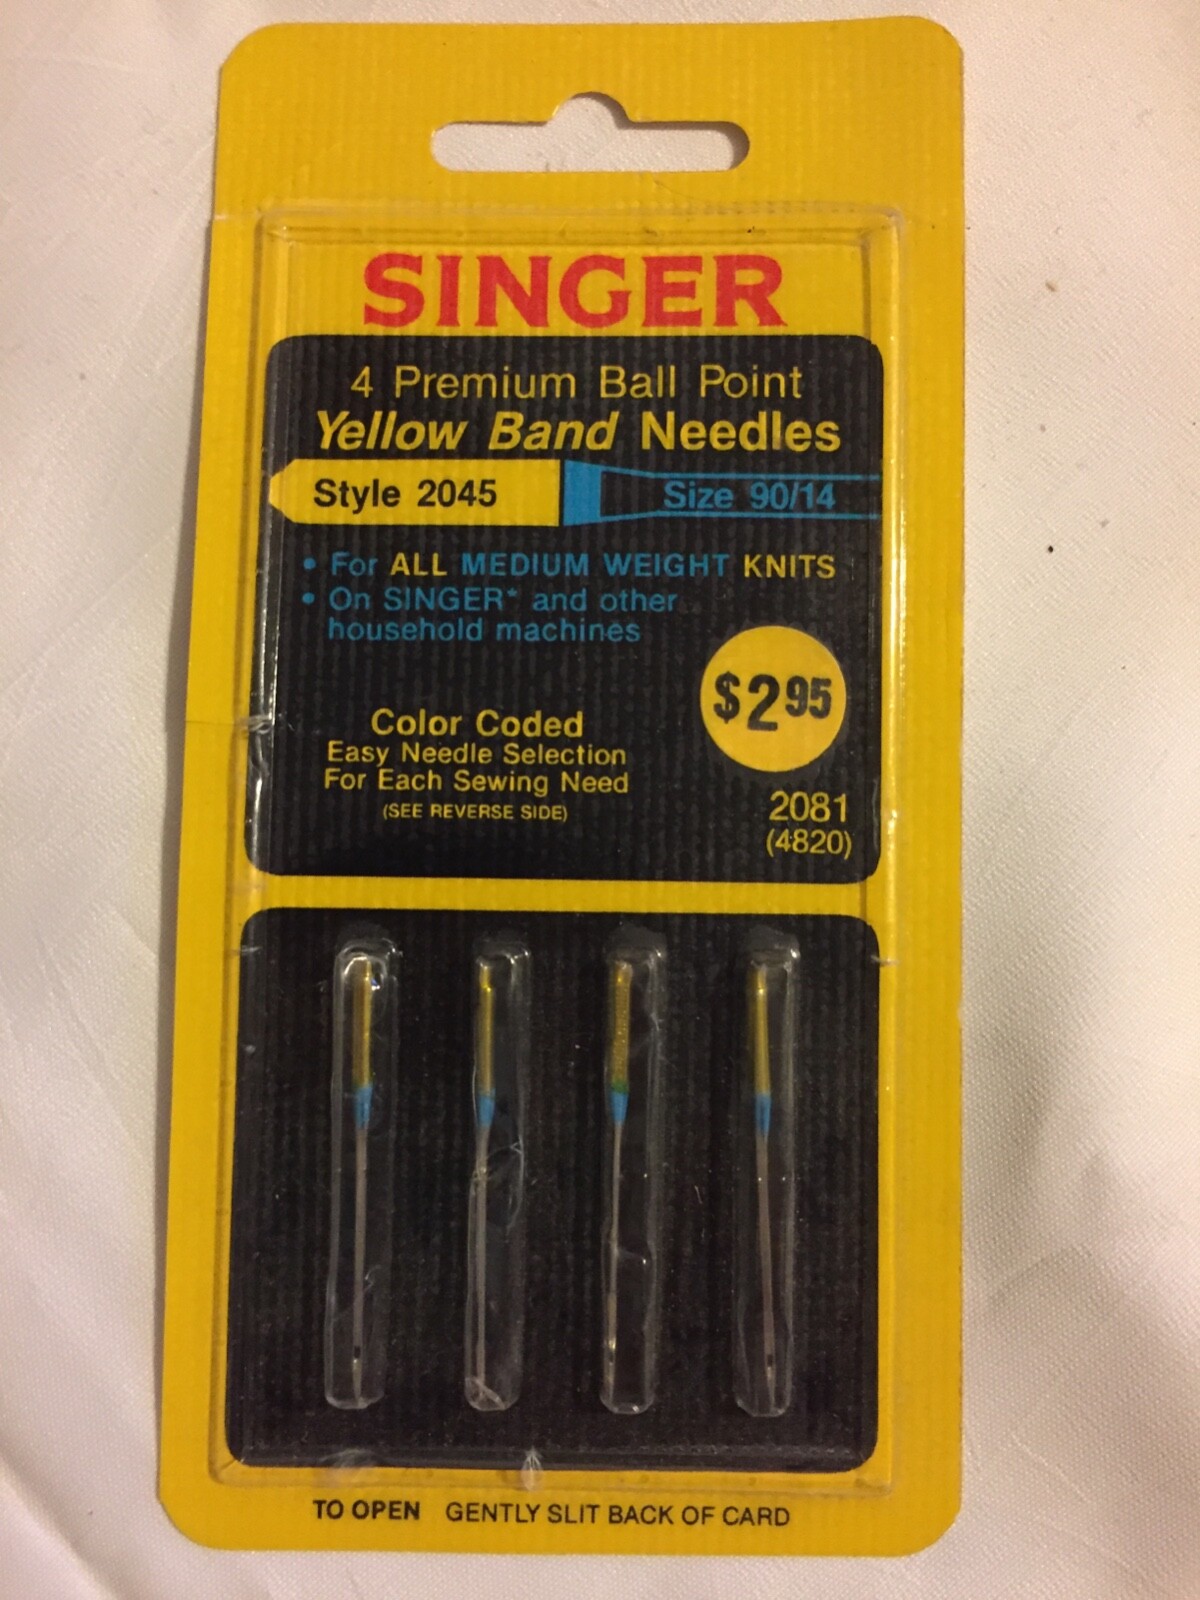 SINGER
4 Premium Ball Point
Yellow Band Needles
Style 2045
Size 90/14
• For ALL MEDIUM WEIGHT KNITS
• On SINGER* and other
household machines
$2.95
Color Coded
Easy Needle Selection
For Each Sewing Need
(SEE REVERSE SIDE)
2081
(4820)
TO OPEN GENTLY SLIT BACK OF CARD